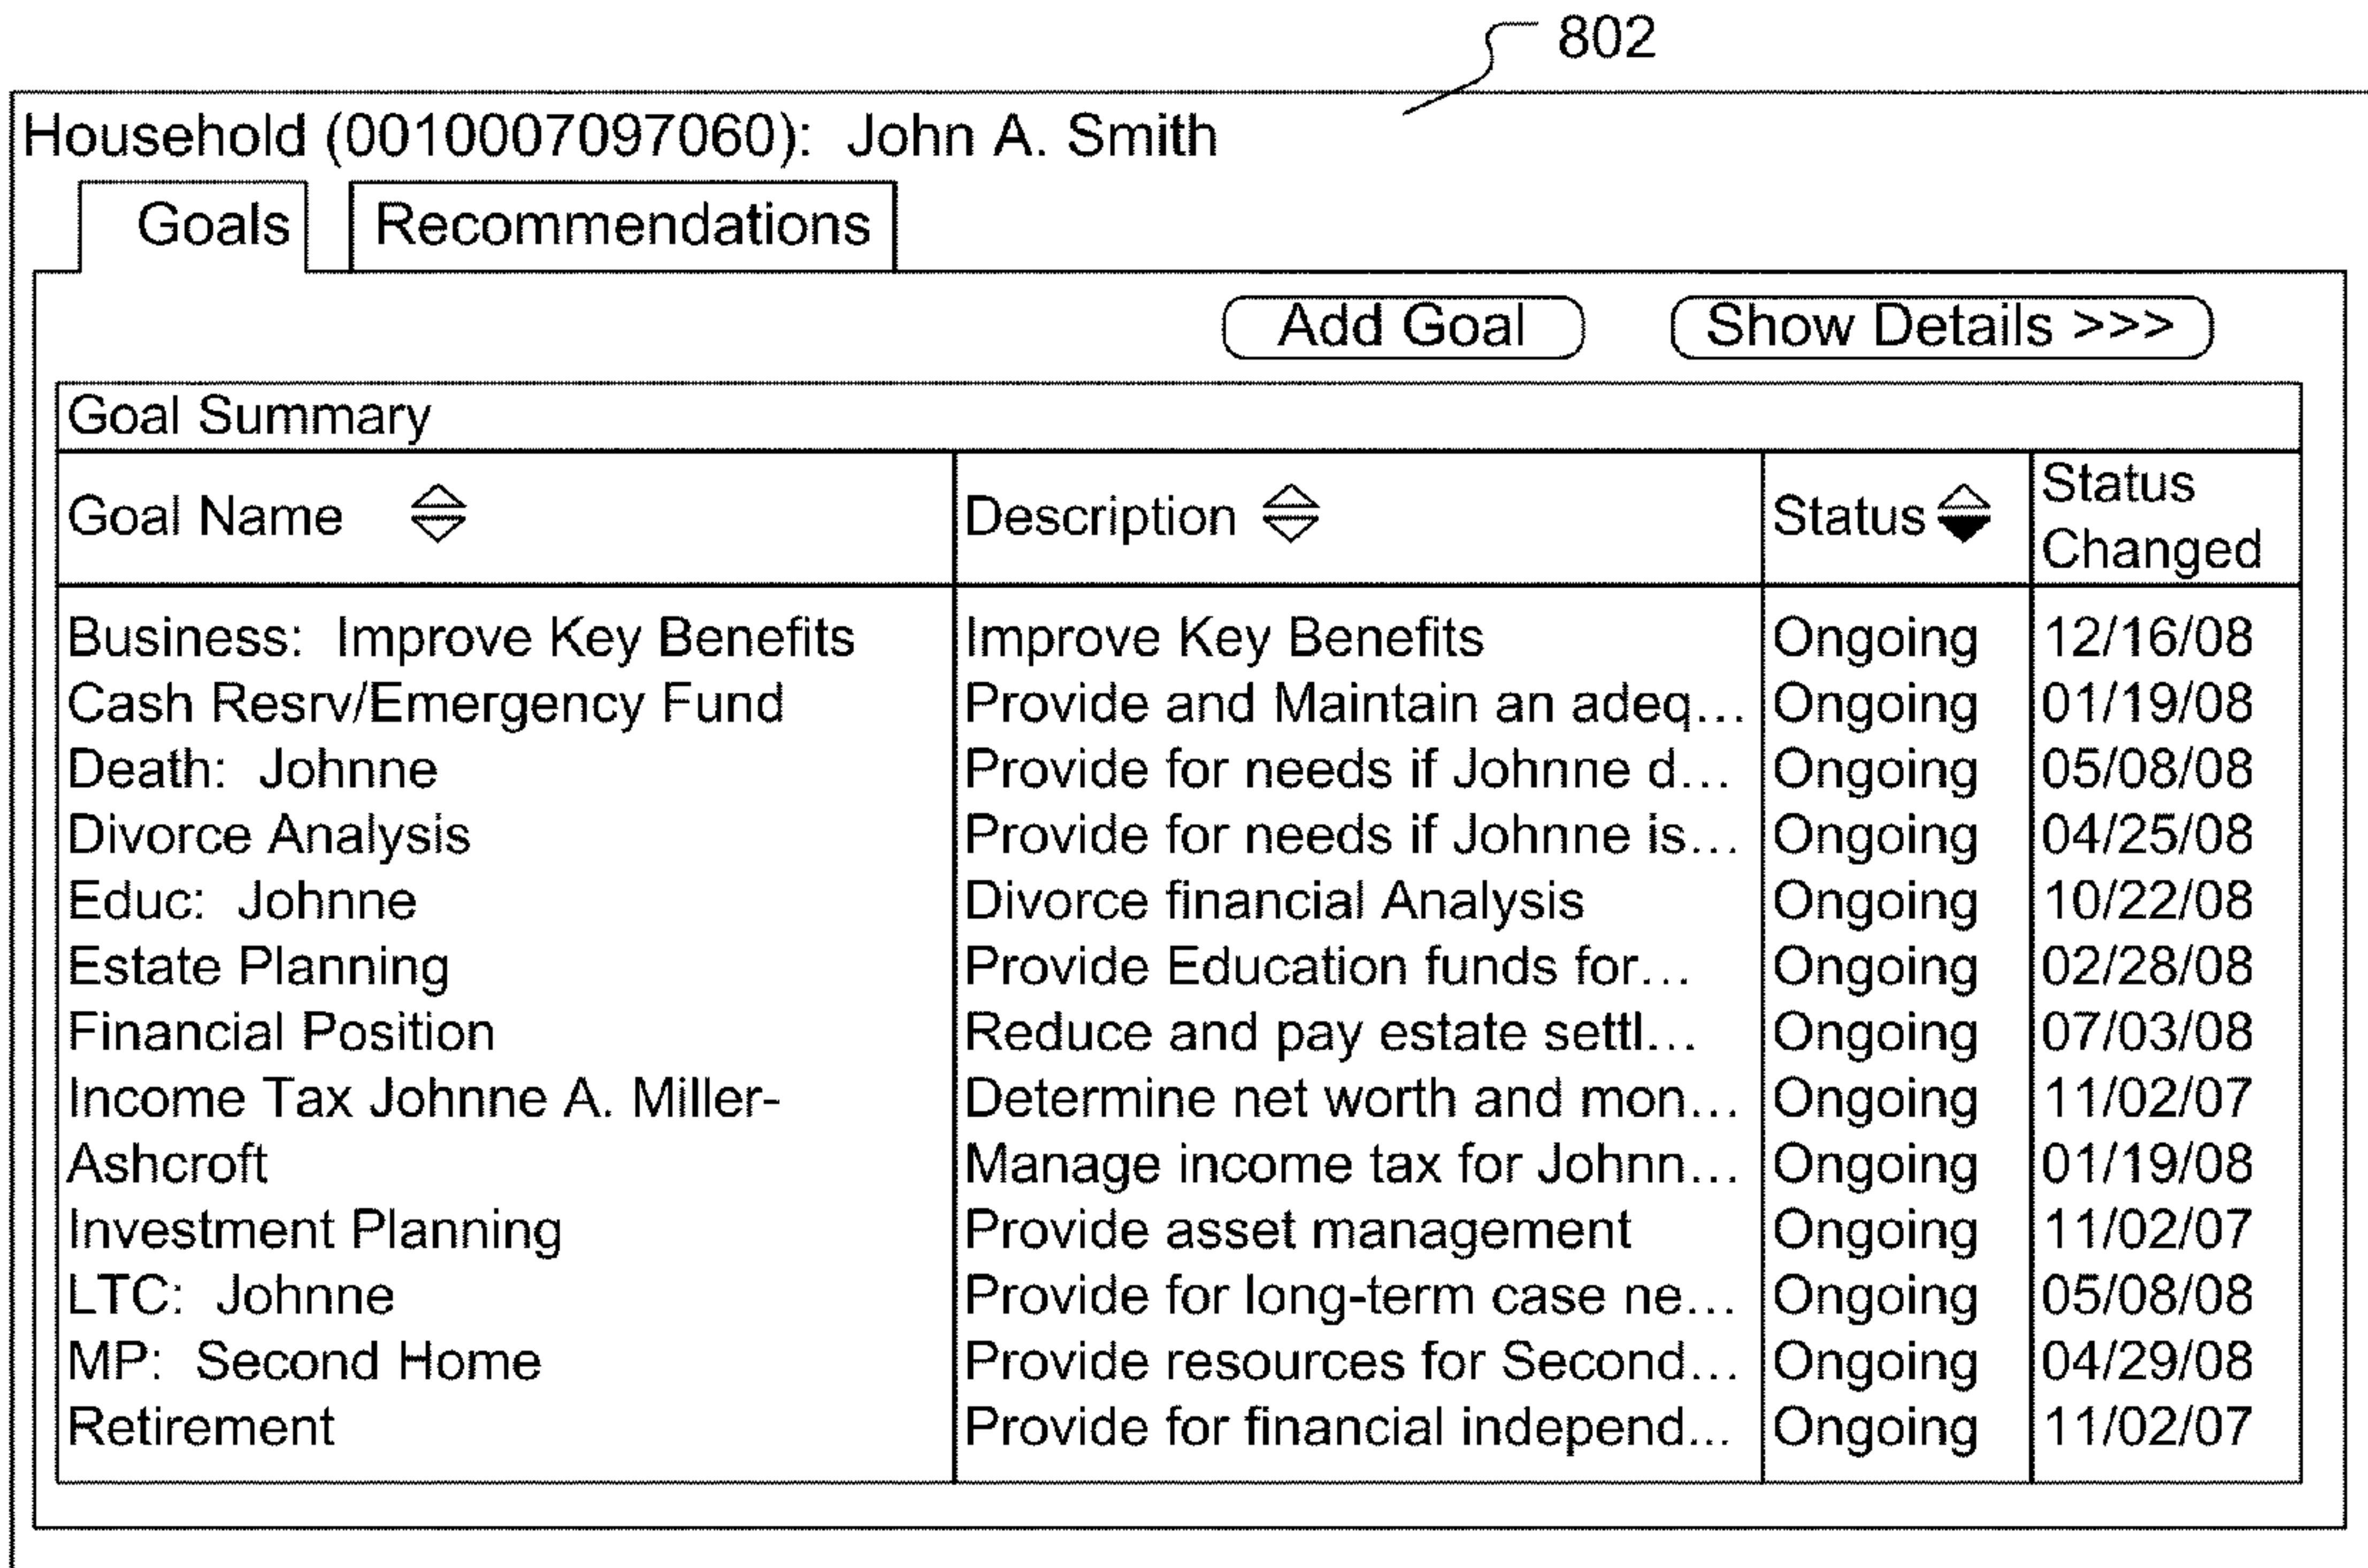 802
Household (0010007097060): John A. Smith
Goals Recommendations
Add Goal Show Details >>>
Goal Summary
Goal Name Description Status Status Changed
Business: Improve Key Benefits Improve Key Benefits Ongoing 12/16/08
Cash Resrv/Emergency Fund Provide and Maintain an adeq... Ongoing 01/19/08
Death: Johnne Provide for needs if Johnne d... Ongoing 05/08/08
Divorce Analysis Provide for needs if Johnne is... Ongoing 04/25/08
Educ: Johnne Divorce financial Analysis Ongoing 10/22/08
Estate Planning Provide Education funds for... Ongoing 02/28/08
Financial Position Reduce and pay estate settl... Ongoing 07/03/08
Income Tax Johnne A. Miller- Determine net worth and mon... Ongoing 11/02/07
Ashcroft Manage income tax for Johnn... Ongoing 01/19/08
Investment Planning Provide asset management Ongoing 11/02/07
LTC: Johnne Provide for long-term case ne... Ongoing 05/08/08
MP: Second Home Provide resources for Second... Ongoing 04/29/08
Retirement Provide for financial independ... Ongoing 11/02/07